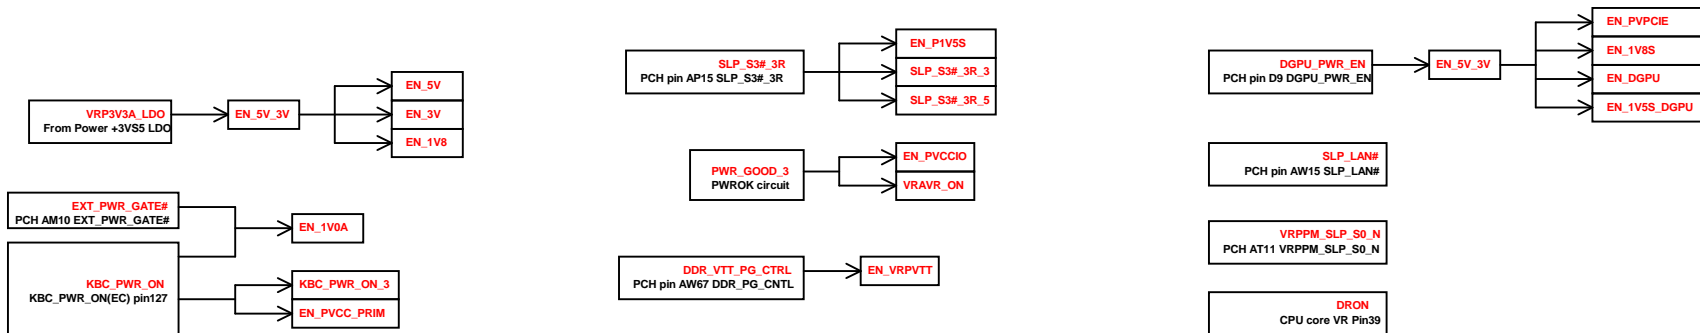 VRP3V3A_LDO
From Power +3VS5 LDO
EN_5V_3V
EN_5V
EN_3V
EN_1V8
EXT_PWR_GATE#
PCH AM10 EXT_PWR_GATE#
EN_1V0A
KBC_PWR_ON
KBC_PWR_ON(EC) pin127
KBC_PWR_ON_3
EN_PVCC_PRIM
SLP_S3#_3R
PCH pin AP15 SLP_S3#_3R
EN_P1V5S
SLP_S3#_3R_3
SLP_S3#_3R_5
PWR_GOOD_3
PWROK circuit
EN_PVCCIO
VRAVR_ON
DDR_VTT_PG_CTRL
PCH pin AW67 DDR_PG_CNTL
EN_VRPVTT
DGPU_PWR_EN
PCH pin D9 DGPU_PWR_EN
EN_5V_3V
EN_PVPCIE
EN_1V8S
EN_DGPU
EN_1V5S_DGPU
SLP_LAN#
PCH pin AW15 SLP_LAN#
VRPPM_SLP_S0_N
PCH AT11 VRPPM_SLP_S0_N
DRON
CPU core VR Pin39